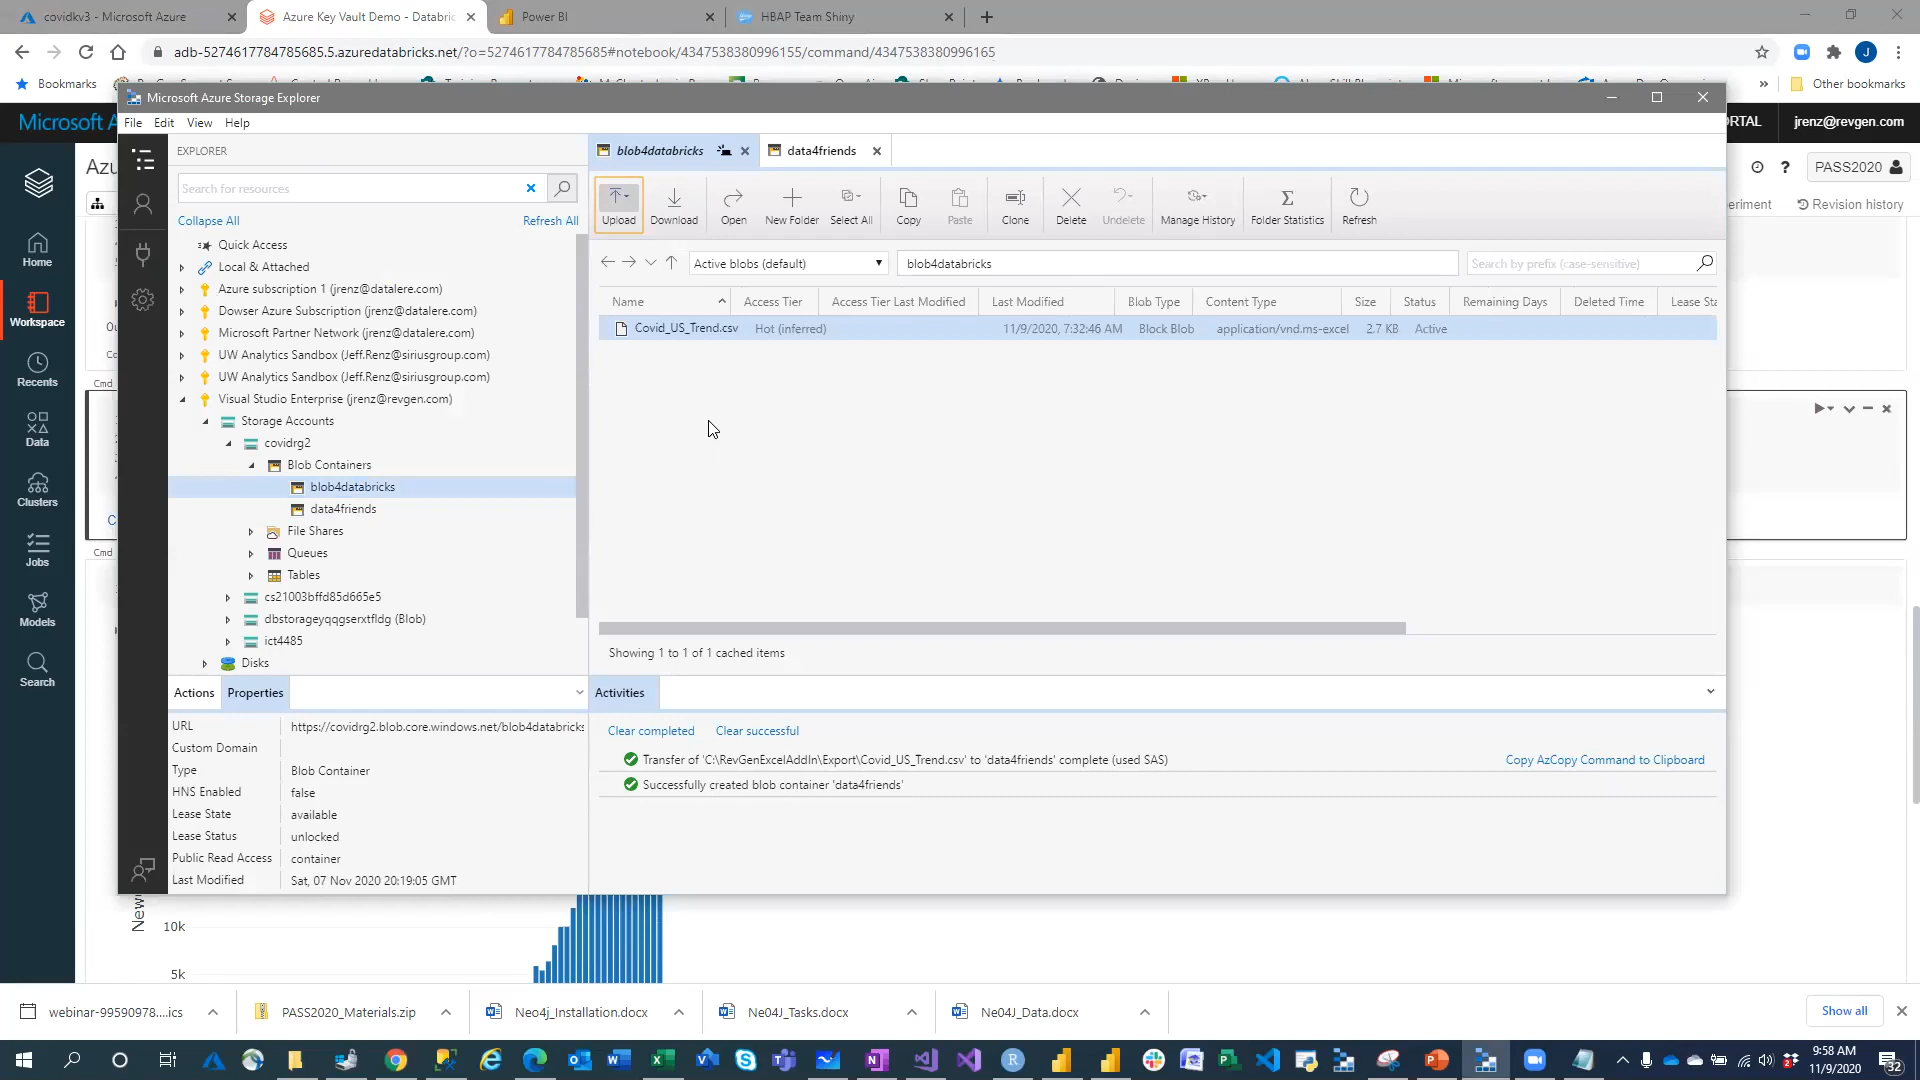 covidkv3 - Microsoft Azure
Azure Key Vault Demo - Databric
Power BI
HBAP Team Shiny
adb-5274617784785685.5.azuredatabricks.net/?o=5274617784785685#notebook/4347538380996155/command/4347538380996165
J
Bookmarks
Other bookmarks
Microsoft A
PORTAL
jrenz@revgen.com
Microsoft Azure Storage Explorer
File Edit View Help
EXPLORER
Search for resources
Collapse All
Refresh All
Quick Access
Local & Attached
Azure subscription 1 (jrenz@datalere.com)
Dowser Azure Subscription (jrenz@datalere.com)
Microsoft Partner Network (jrenz@datalere.com)
UW Analytics Sandbox (Jeff.Renz@siriusgroup.com)
UW Analytics Sandbox (Jeff.Renz@siriusgroup.com)
Visual Studio Enterprise (jrenz@revgen.com)
Storage Accounts
covidrg2
Blob Containers
blob4databricks
data4friends
File Shares
Queues
Tables
cs21003bffd85d665e5
dbstorageyqqgserxtfldg (Blob)
ict4485
Disks
Actions Properties
URL https://covidrg2.blob.core.windows.net/blob4databricks
Custom Domain
Type Blob Container
HNS Enabled false
Lease State available
Lease Status unlocked
Public Read Access container
Last Modified Sat, 07 Nov 2020 20:19:05 GMT
blob4databricks
data4friends
Upload Download Open New Folder Select All Copy Paste Clone Delete Undelete Manage History Folder Statistics Refresh
Active blobs (default)
blob4databricks
Search by prefix (case-sensitive)
Name Access Tier Access Tier Last Modified Last Modified Blob Type Content Type Size Status Remaining Days Deleted Time Lease Sta
Covid_US_Trend.csv Hot (inferred) 11/9/2020, 7:32:46 AM Block Blob application/vnd.ms-excel 2.7 KB Active
Showing 1 to 1 of 1 cached items
Activities
Clear completed Clear successful
Transfer of 'C:\RevGenExcelAddIn\Export\Covid_US_Trend.csv' to 'data4friends' complete (used SAS)
Copy AzCopy Command to Clipboard
Successfully created blob container 'data4friends'
Home
Workspace
Recents
Data
Clusters
Jobs
Models
Search
Azu
PASS2020
eriment
Revision history
Cmd
Cmd
New
10k
5k
webinar-99590978....ics
PASS2020_Materials.zip
Neo4j_Installation.docx
Ne04J_Tasks.docx
Ne04J_Data.docx
Show all
9:58 AM
11/9/2020
32